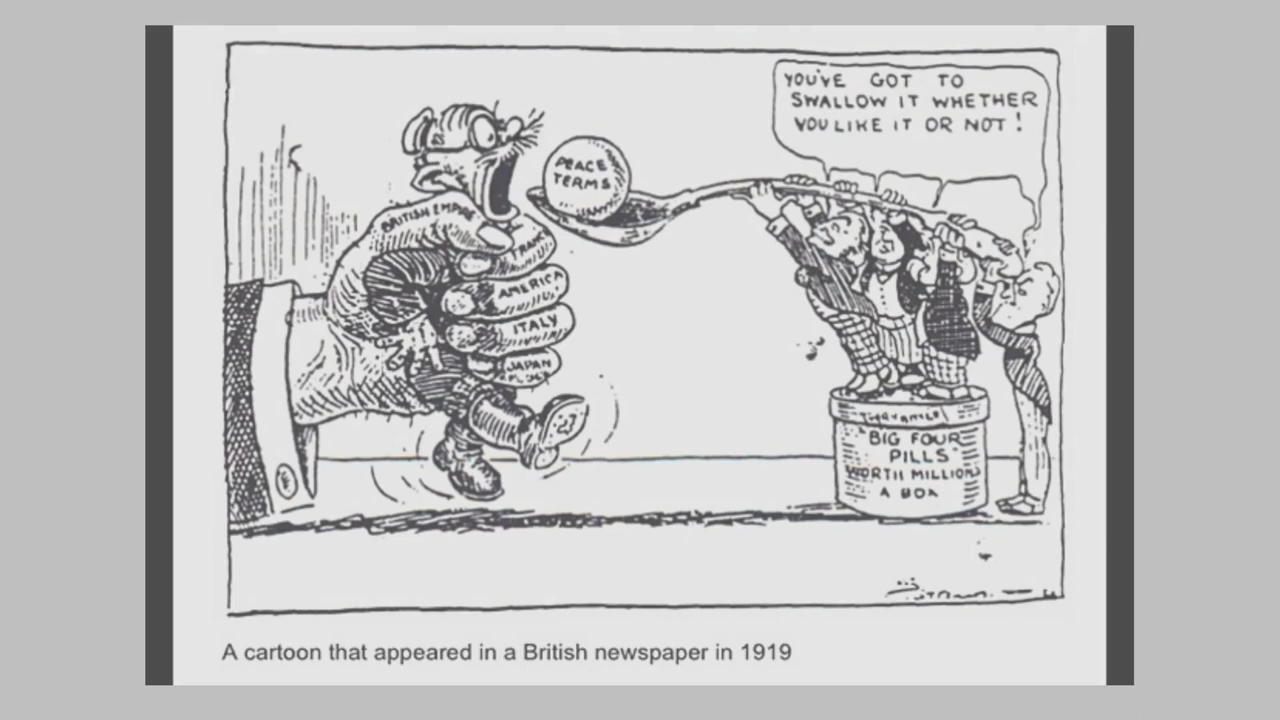 YOU'VE GOT TO
SWALLOW IT WHETHER
YOU LIKE IT OR NOT!
PEACE
TERMS
BRITISH EMPIRE
FRANCE
AMERICA
ITALY
JAPAN
"BIG FOUR
PILLS"
WORTH MILLIONS
A BOX
A cartoon that appeared in a British newspaper in 1919